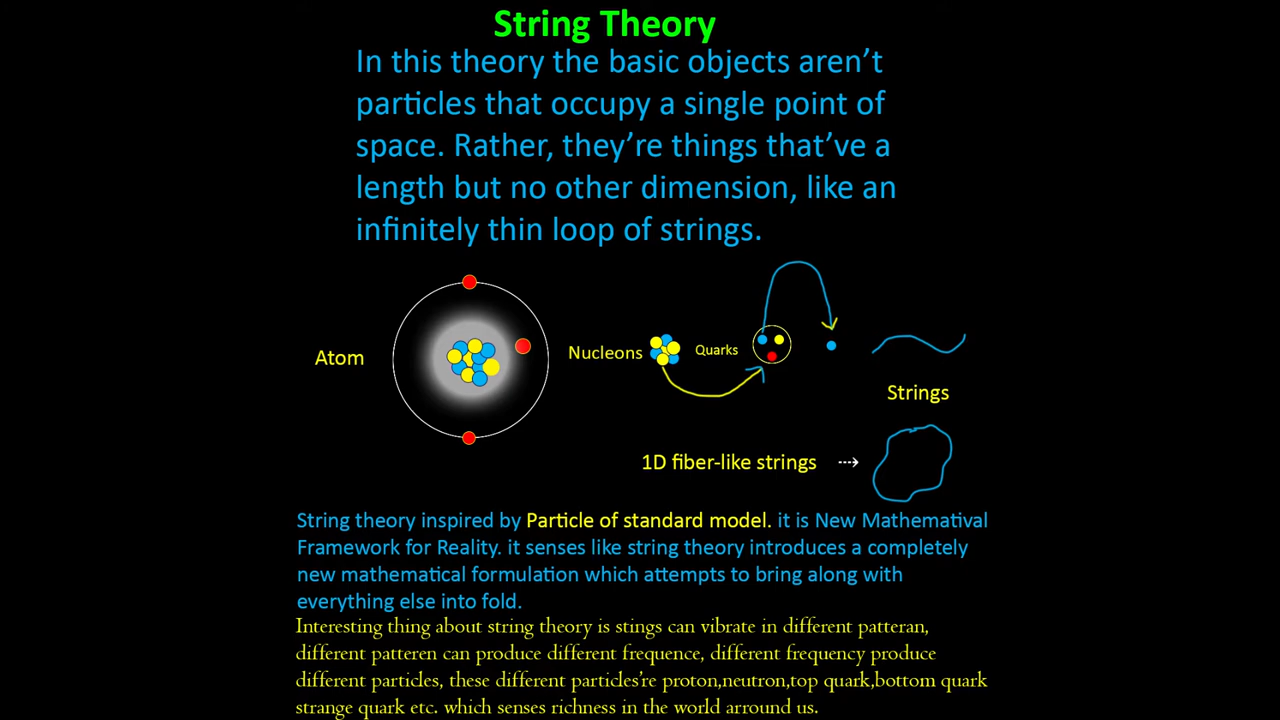 String Theory
In this theory the basic objects aren’t
particles that occupy a single point of
space. Rather, they’re things that’ve a
length but no other dimension, like an
infinitely thin loop of strings.
Atom
Nucleons
Quarks
Strings
1D fiber-like strings ⇢
String theory inspired by Particle of standard model. it is New Mathematival
Framework for Reality. it senses like string theory introduces a completely
new mathematical formulation which attempts to bring along with
everything else into fold.
Interesting thing about string theory is stings can vibrate in different patteran,
different patteren can produce different frequence, different frequency produce
different particles, these different particles’re proton,neutron,top quark,bottom quark
strange quark etc. which senses richness in the world arround us.